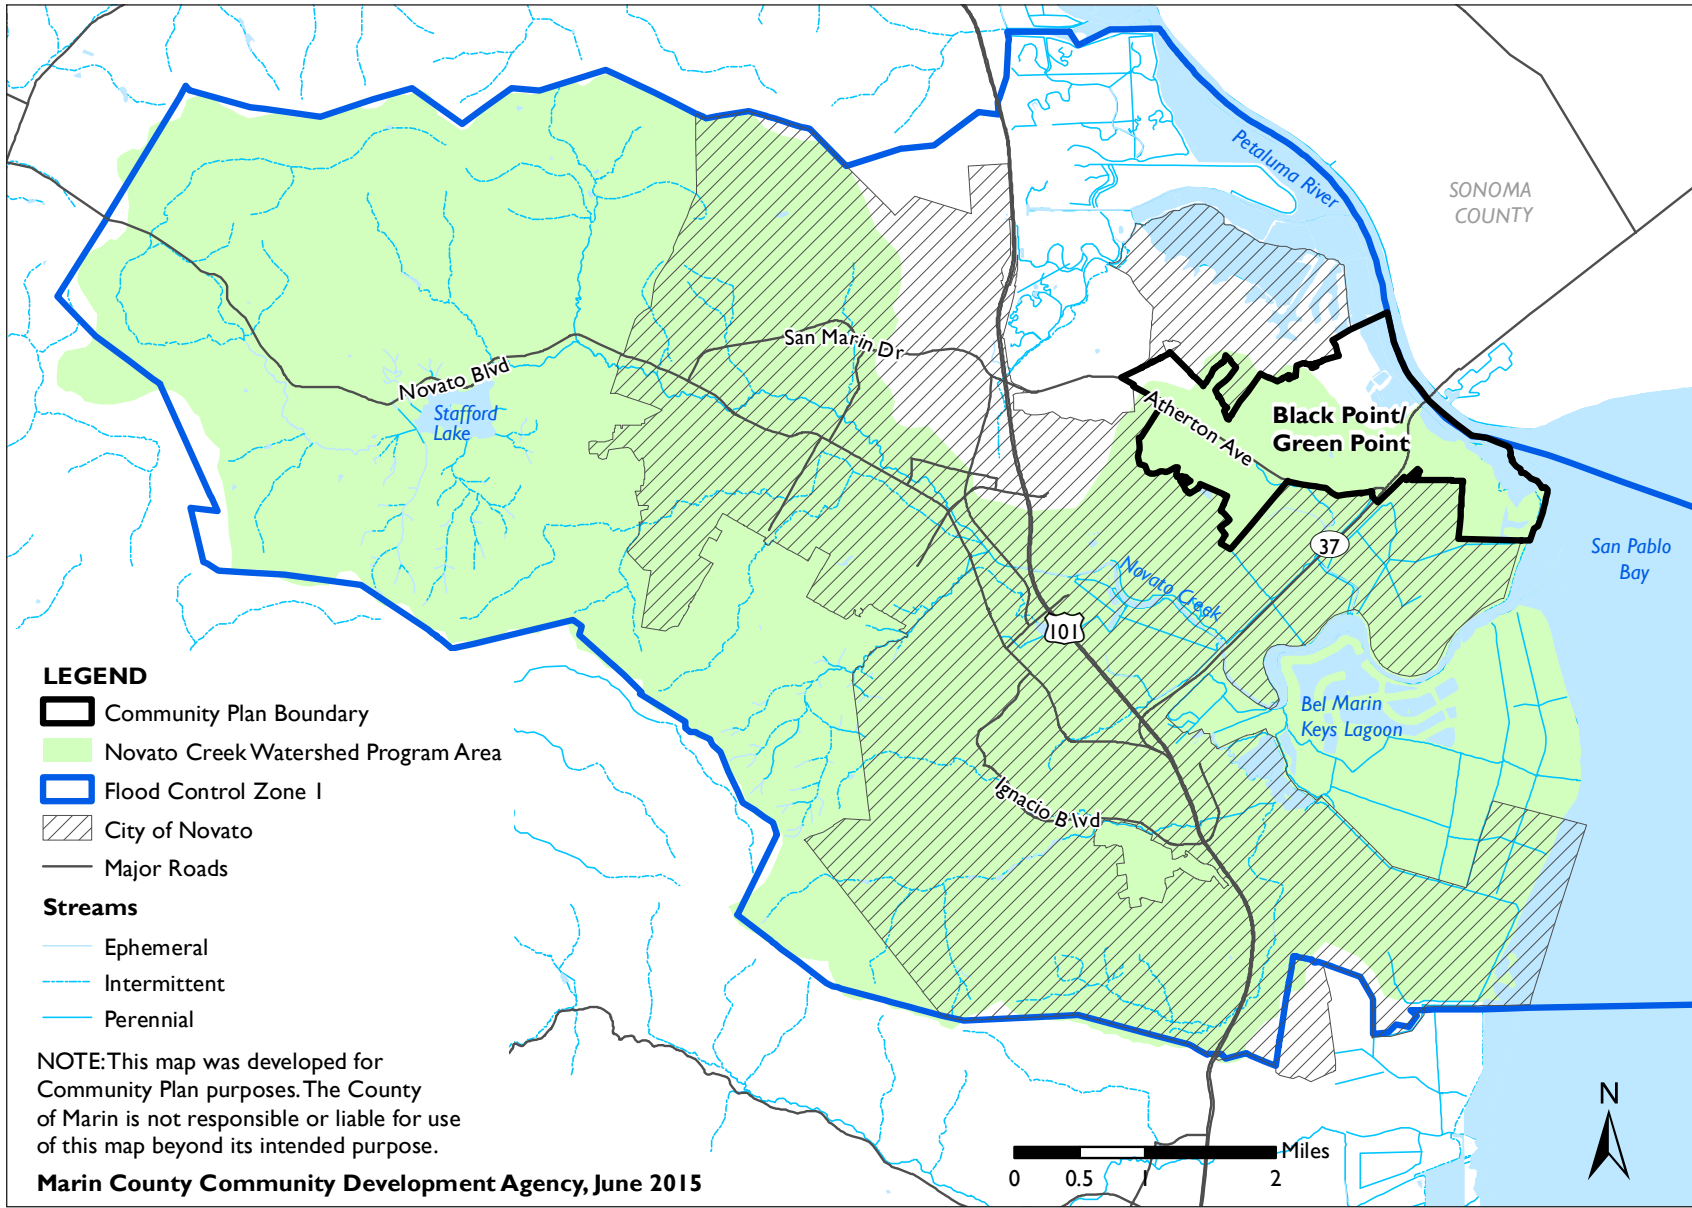 Petaluma River
SONOMA
COUNTY
San Marin Dr
Novato Blvd
Stafford
Lake
Atherton Ave
Black Point/
Green Point
37
San Pablo
Bay
Novato Creek
101
Bel Marin
Keys Lagoon
Ignacio Blvd
LEGEND
Community Plan Boundary
Novato Creek Watershed Program Area
Flood Control Zone 1
City of Novato
Major Roads
Streams
Ephemeral
Intermittent
Perennial
NOTE: This map was developed for
Community Plan purposes. The County
of Marin is not responsible or liable for use
of this map beyond its intended purpose.
Marin County Community Development Agency, June 2015
Miles
0 0.5 1 2
N